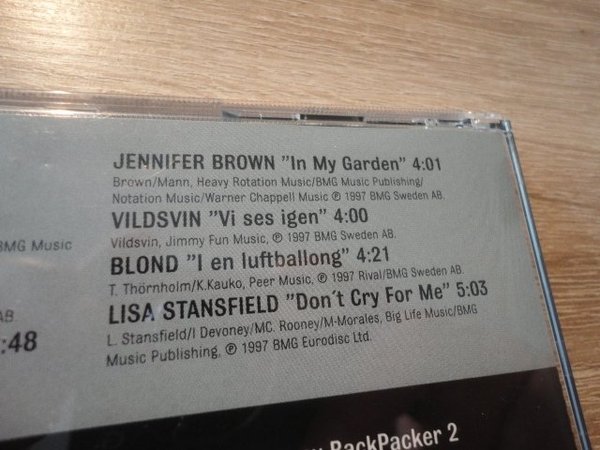 JENNIFER BROWN ”In My Garden” 4:01
Brown/Mann, Heavy Rotation Music/BMG Music Publishing/
Notation Music/Warner Chappell Music ℗ 1997 BMG Sweden AB.
VILDSVIN ”Vi ses igen” 4:00
Vildsvin, Jimmy Fun Music, ℗ 1997 BMG Sweden AB.
BLOND ”I en luftballong” 4:21
T. Thörnholm/K.Kauko, Peer Music, ℗ 1997 Rival/BMG Sweden AB.
LISA STANSFIELD ”Don´t Cry For Me” 5:03
L. Stansfield/I Devoney/MC. Rooney/M-Morales, Big Life Music/BMG
Music Publishing, ℗ 1997 BMG Eurodisc Ltd.
BMG Music
AB
:48
BackPacker 2